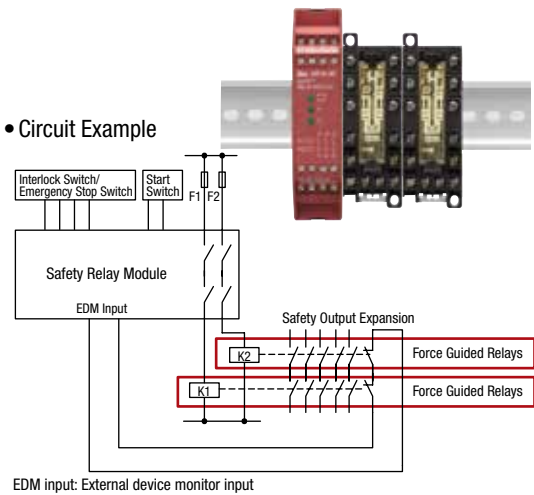 • Circuit Example
Interlock Switch/
Emergency Stop Switch
Start
Switch
F1 F2
Safety Relay Module
EDM Input
Safety Output Expansion
K2
Force Guided Relays
K1
Force Guided Relays
EDM input: External device monitor input